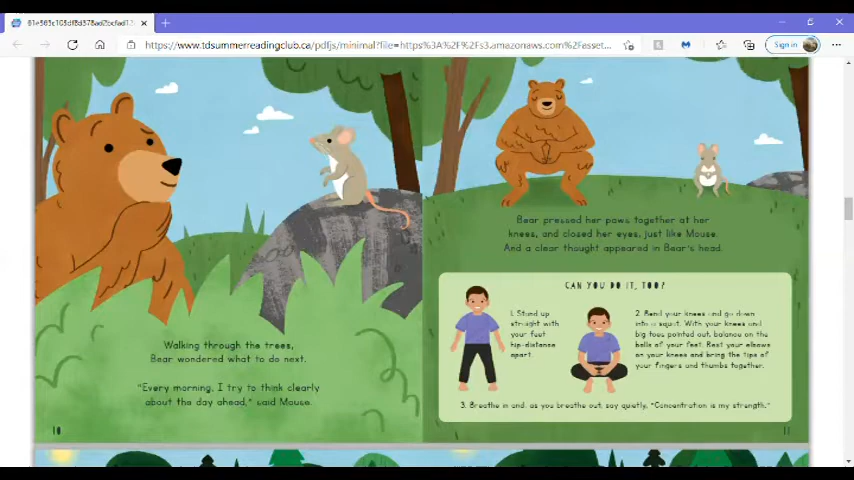 https://www.tdsummerreadingclub.ca/pdfjs/minimal?file=https%3A%2F%2Fs3.amazonaws.com%2Fasset...
Sign in
Walking through the trees,
Bear wondered what to do next.
"Every morning, I try to think clearly
about the day ahead," said Mouse.
10
Bear pressed her paws together at her
knees, and closed her eyes, just like Mouse.
And a clear thought appeared in Bear's head.
CAN YOU DO IT, TOO?
1. Stand up
straight with
your feet
hip-distance
apart.
2. Bend your knees and go down
into a squat. With your knees and
big toes pointed out, balance on the
balls of your feet. Rest your elbows
on your knees and bring the tips of
your fingers and thumbs together.
3. Breathe in and, as you breathe out, say quietly, "Concentration is my strength."
11